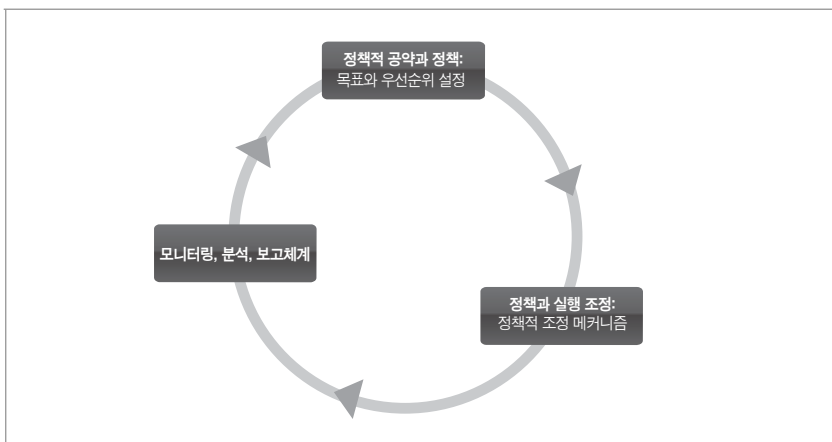 정책적 공약과 정책:
목표와 우선순위 설정
모니터링, 분석, 보고체계
정책과 실행 조정:
정책적 조정 메커니즘